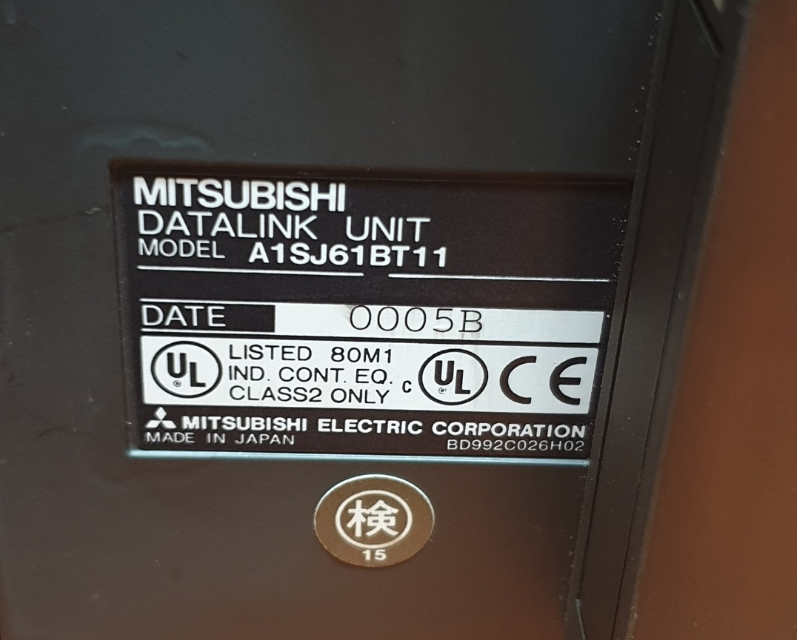 MITSUBISHI
DATALINK UNIT
MODEL A1SJ61BT11
DATE 0005B
UL LISTED 80M1
IND. CONT. EQ.
CLASS2 ONLY
C UL CE
MITSUBISHI ELECTRIC CORPORATION
MADE IN JAPAN BD992C026H02
検
15